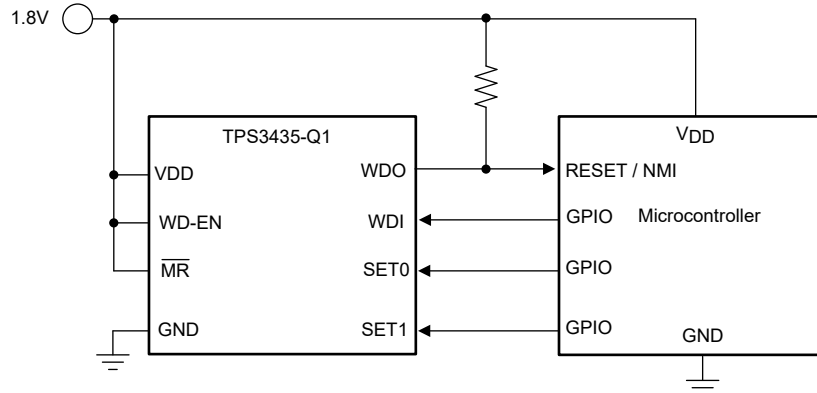 1.8V
TPS3435-Q1
VDD
WD-EN
MR
GND
WDO
WDI
SET0
SET1
VDD
RESET / NMI
GPIO Microcontroller
GPIO
GPIO
GND